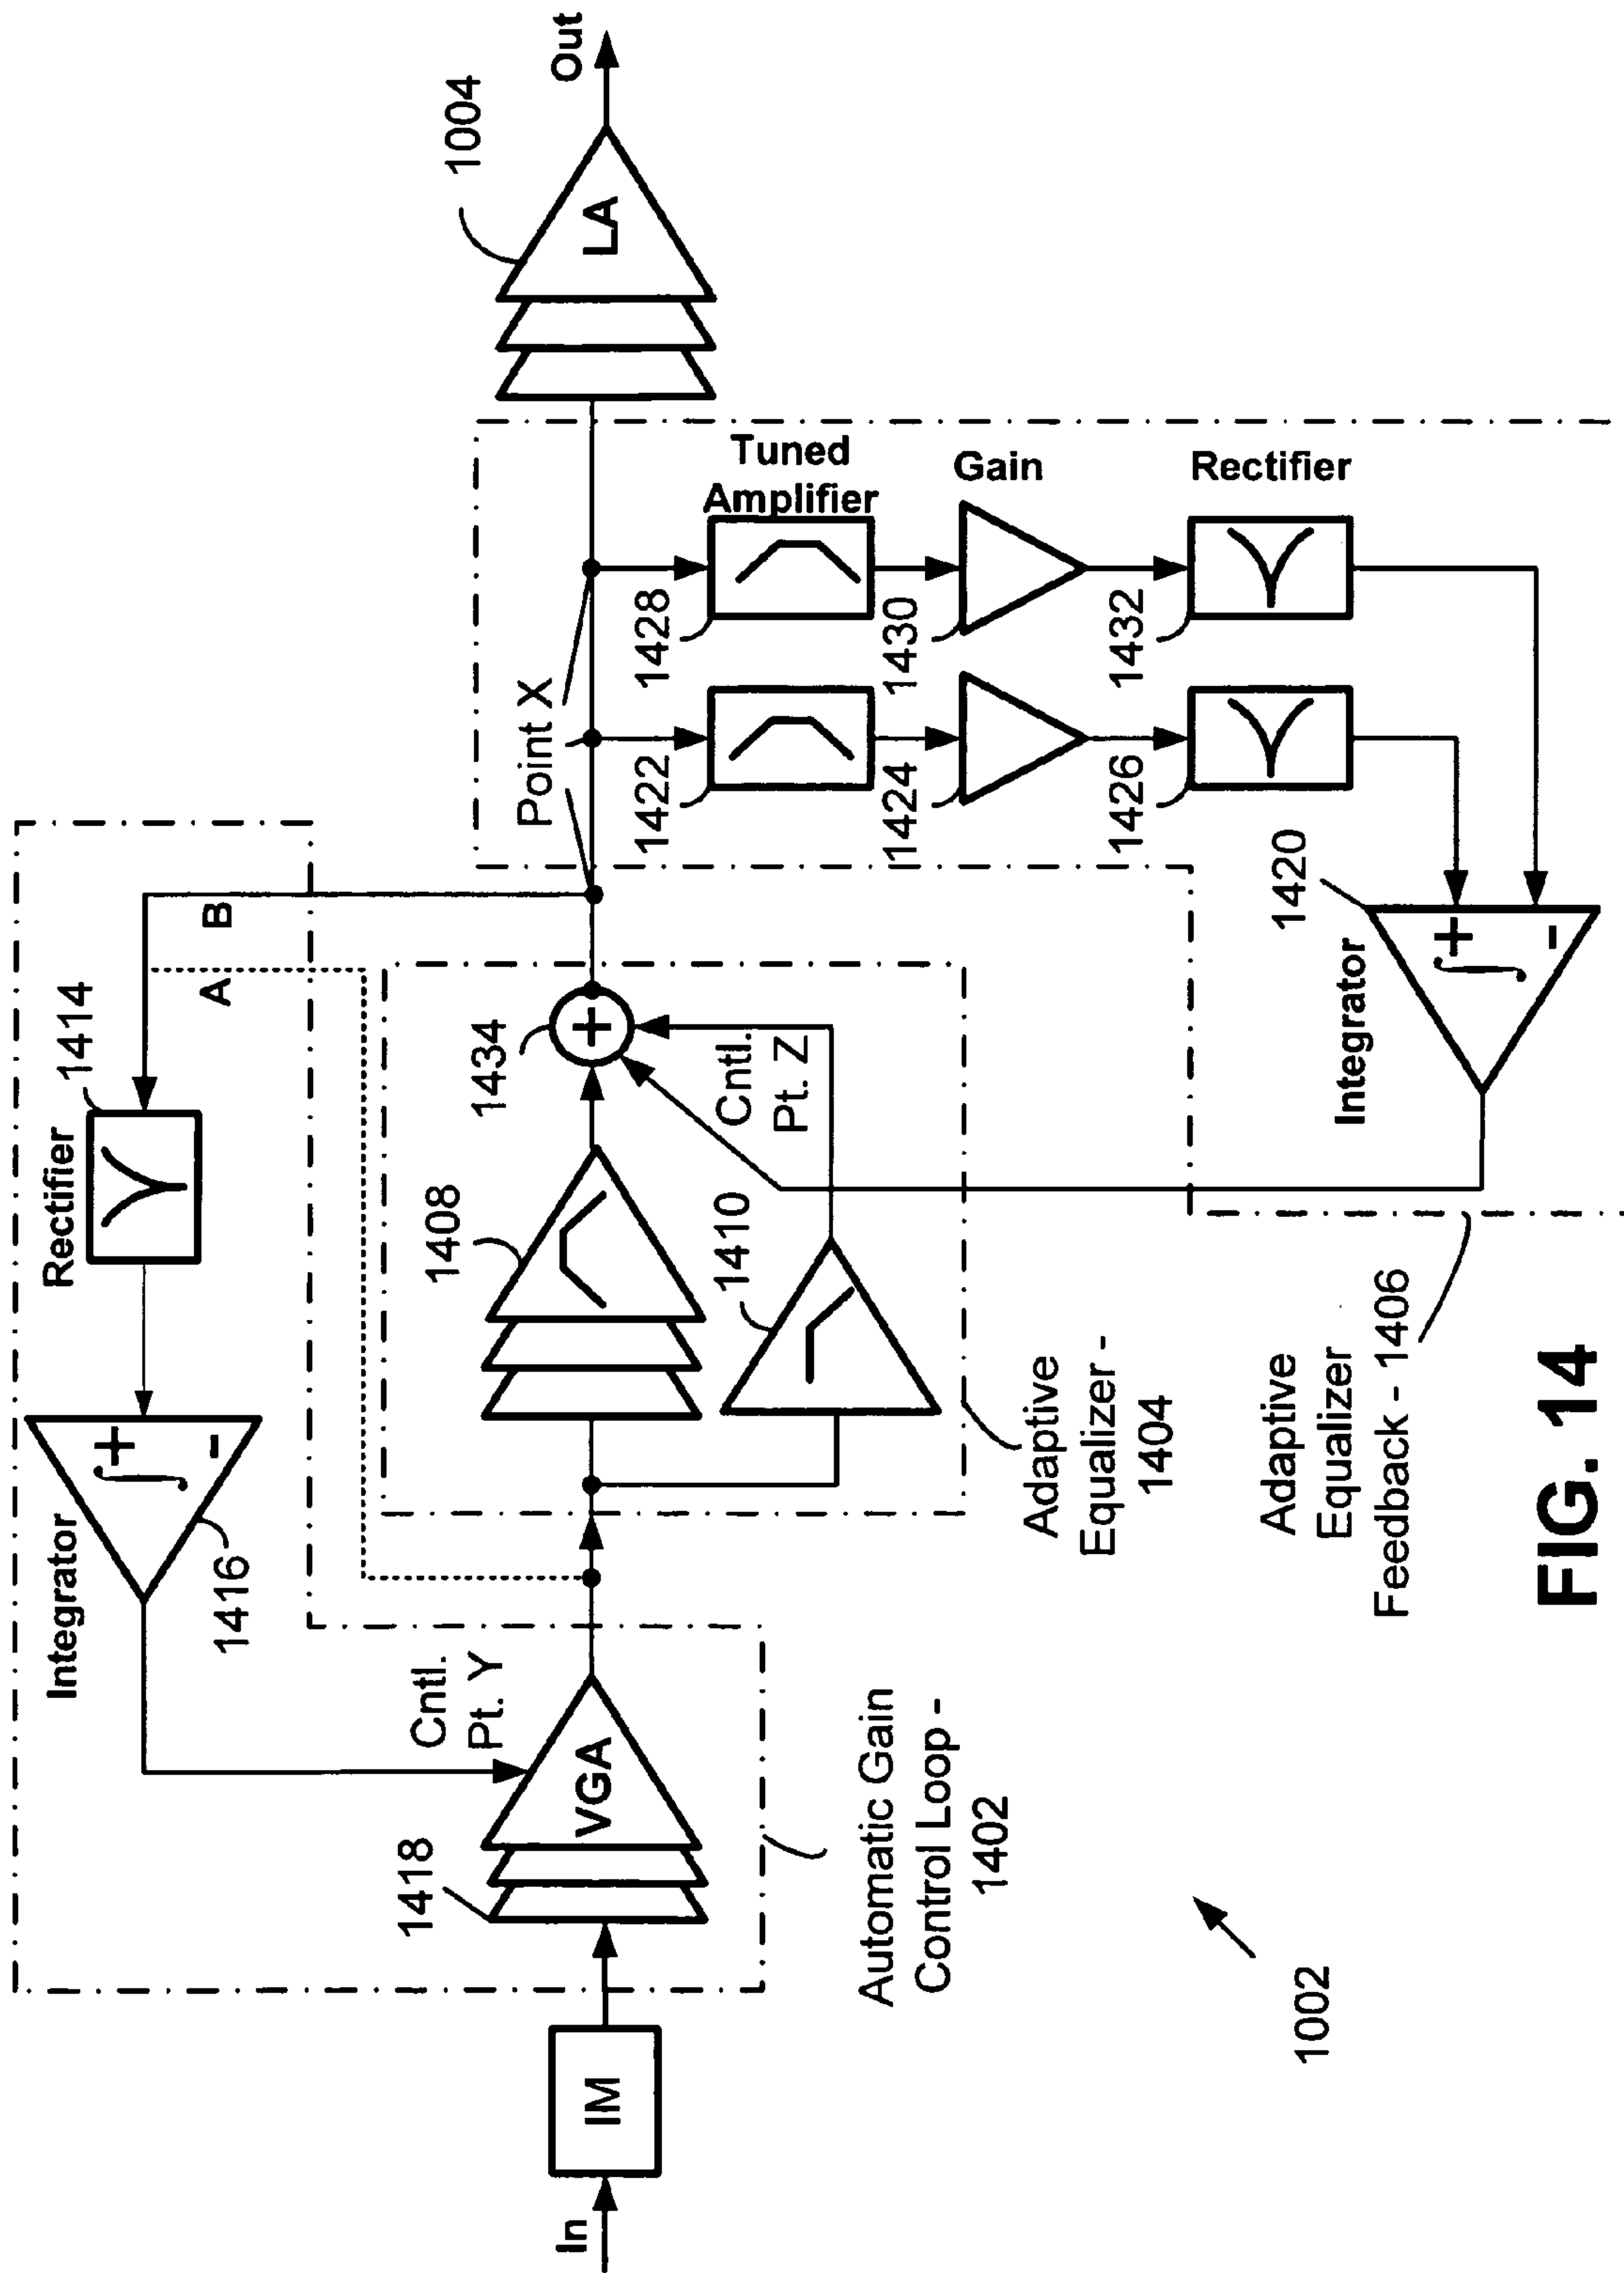 In
IM
1418
VGA
Cntl.
Pt. Y
Automatic Gain
Control Loop -
1402
Integrator
+
-
1416
Rectifier
1414
A
B
1408
1410
1434
+
Cntl.
Pt. Z
Adaptive
Equalizer -
1404
Point X
Tuned
Amplifier
Gain
Rectifier
1422
1424
1426
1428
1430
1432
1420
Integrator
+
-
Adaptive
Equalizer
Feedback - 1406
LA
1004
Out
1002
FIG. 14